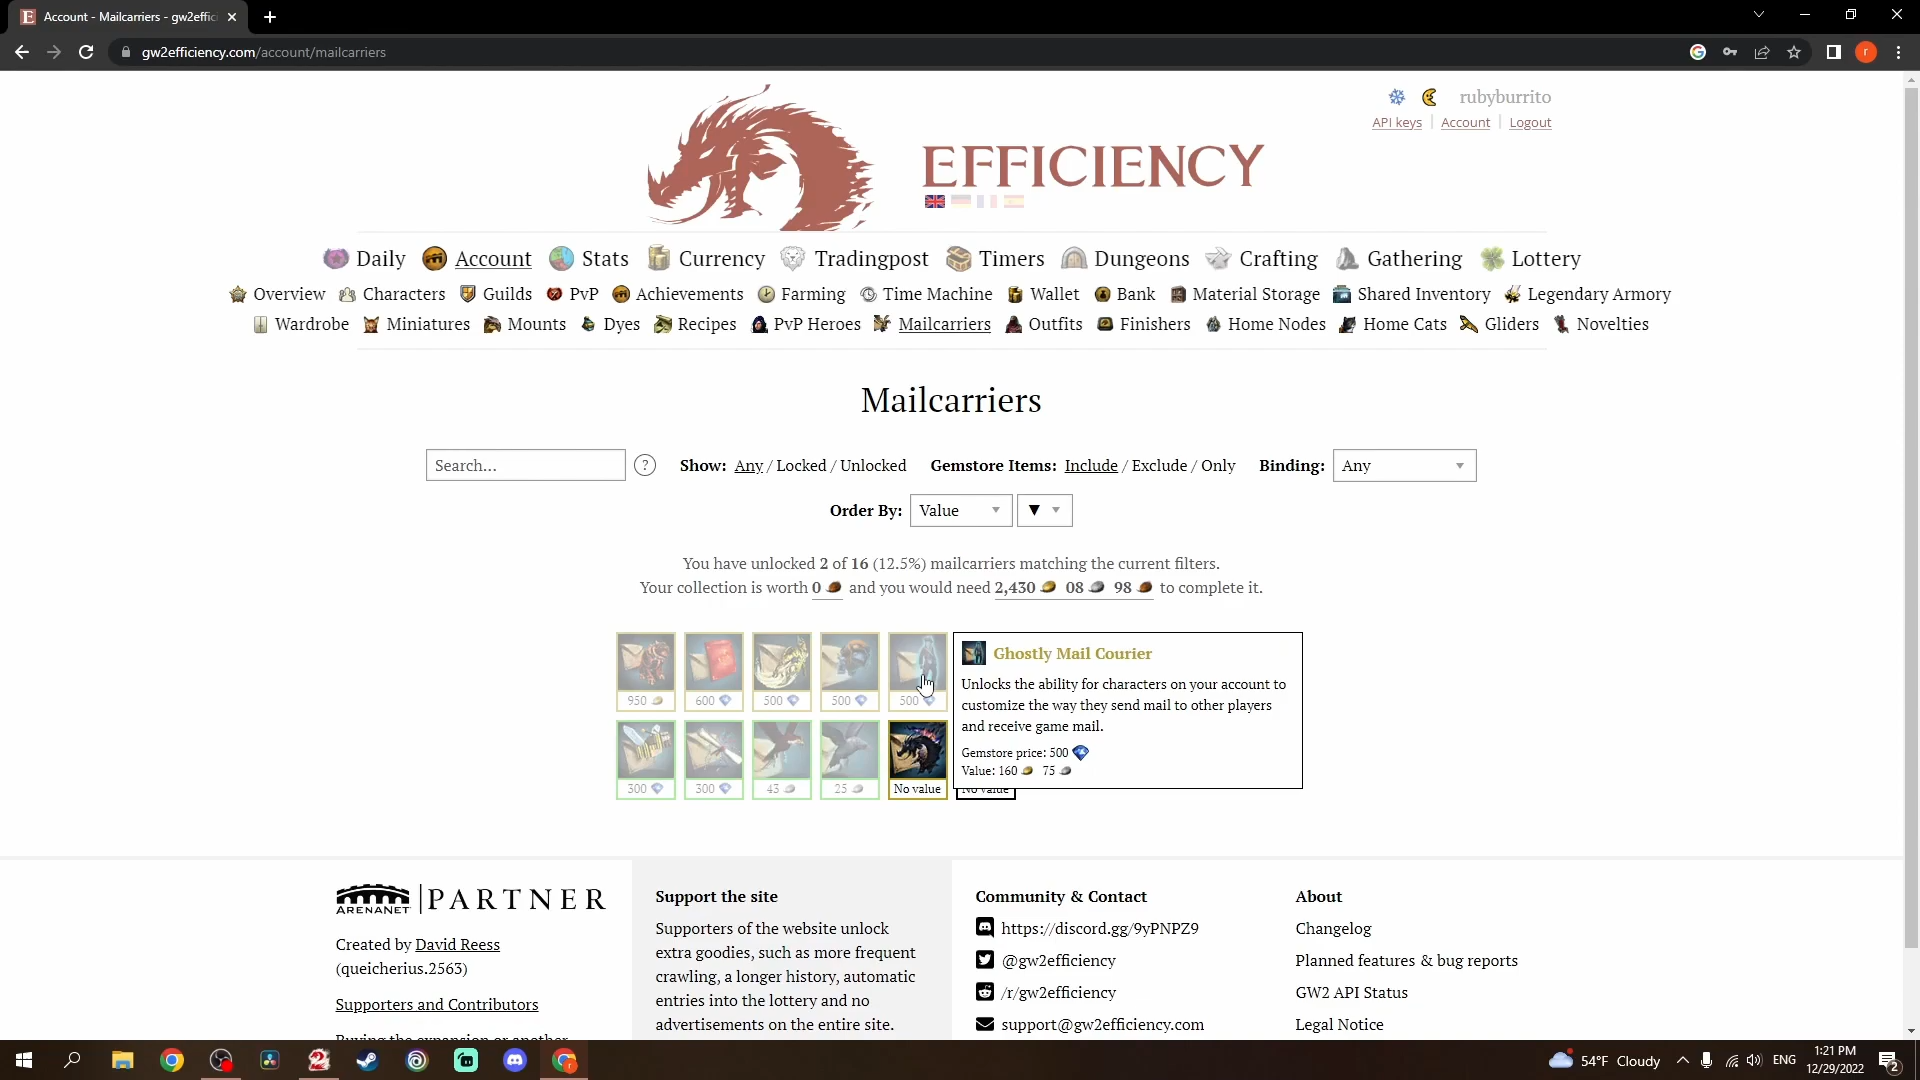 Account - Mailcarriers - gw2effic
gw2efficiency.com/account/mailcarriers
rubyburrito
API keys | Account | Logout
EFFICIENCY
Daily Account Stats Currency Tradingpost Timers Dungeons Crafting Gathering Lottery
Overview Characters Guilds PvP Achievements Farming Time Machine Wallet Bank Material Storage Shared Inventory Legendary Armory
Wardrobe Miniatures Mounts Dyes Recipes PvP Heroes Mailcarriers Outfits Finishers Home Nodes Home Cats Gliders Novelties
Mailcarriers
Search... ? Show: Any / Locked / Unlocked Gemstore Items: Include / Exclude / Only Binding: Any
Order By: Value ▼
You have unlocked 2 of 16 (12.5%) mailcarriers matching the current filters.
Your collection is worth 0 and you would need 2,430 08 98 to complete it.
950 600 500 500 500
Ghostly Mail Courier
Unlocks the ability for characters on your account to
customize the way they send mail to other players
and receive game mail.
Gemstore price: 500
Value: 160 75
300 300 43 25 No value No value
ARENANET PARTNER
Created by David Reess
(queicherius.2563)
Supporters and Contributors
Buying the expansion or another
Support the site
Supporters of the website unlock
extra goodies, such as more frequent
crawling, a longer history, automatic
entries into the lottery and no
advertisements on the entire site.
Community & Contact
https://discord.gg/9yPNPZ9
@gw2efficiency
/r/gw2efficiency
support@gw2efficiency.com
About
Changelog
Planned features & bug reports
GW2 API Status
Legal Notice
54°F Cloudy ENG 1:21 PM
12/29/2022 2